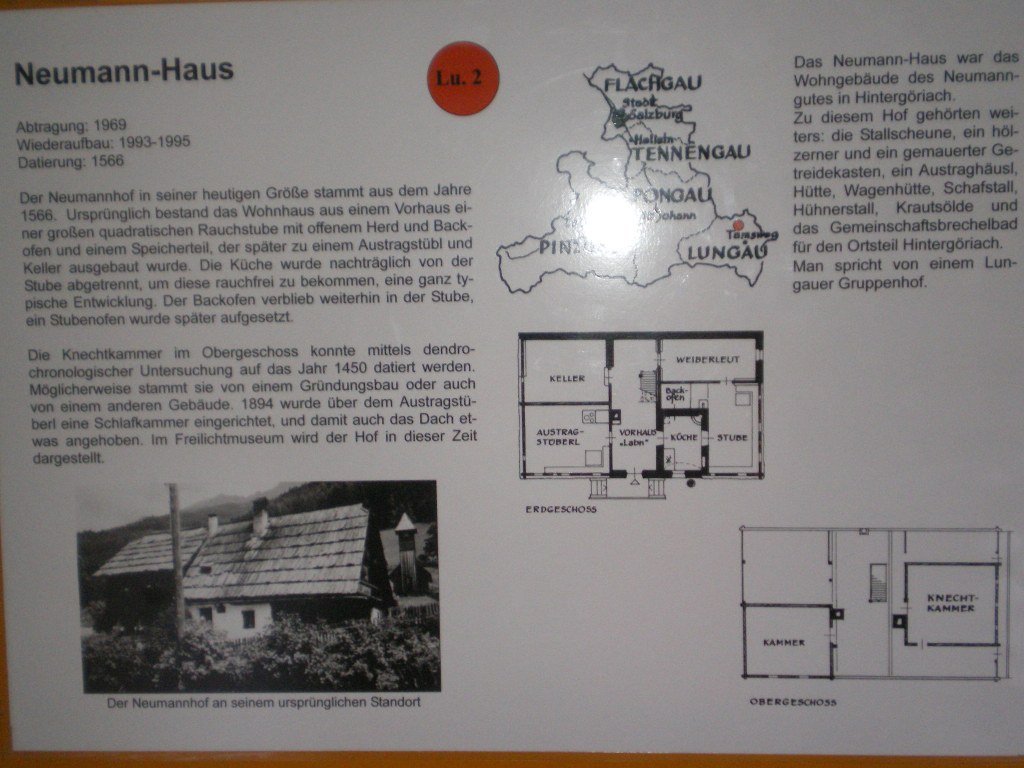 Neumann-Haus
Lu. 2
Abtragung: 1969
Wiederaufbau: 1993-1995
Datierung: 1566
Der Neumannhof in seiner heutigen Größe stammt aus dem Jahre
1566. Ursprünglich bestand das Wohnhaus aus einem Vorhaus ei-
ner großen quadratischen Rauchstube mit offenem Herd und Back-
ofen und einem Speicherteil, der später zu einem Austragstübl und
Keller ausgebaut wurde. Die Küche wurde nachträglich von der
Stube abgetrennt, um diese rauchfrei zu bekommen, eine ganz ty-
pische Entwicklung. Der Backofen verblieb weiterhin in der Stube,
ein Stubenofen wurde später aufgesetzt.
Die Knechtkammer im Obergeschoss konnte mittels dendro-
chronologischer Untersuchung auf das Jahr 1450 datiert werden.
Möglicherweise stammt sie von einem Gründungsbau oder auch
von einem anderen Gebäude. 1894 wurde über dem Austragstü-
berl eine Schlafkammer eingerichtet, und damit auch das Dach et-
was angehoben. Im Freilichtmuseum wird der Hof in dieser Zeit
dargestellt.
Der Neumannhof an seinem ursprünglichen Standort
FLACHGAU
Stadt
Salzburg
Hallein
TENNENGAU
PONGAU
Johann
Tamsweg
LUNGAU
Das Neumann-Haus war das
Wohngebäude des Neumann-
gutes in Hintergöriach.
Zu diesem Hof gehörten wei-
ters: die Stallscheune, ein höl-
zerner und ein gemauerter Ge-
treidekasten, ein Austraghäusl,
Hütte, Wagenhütte, Schafstall,
Hühnerstall, Krautsölde und
das Gemeinschaftsbrechelbad
für den Ortsteil Hintergöriach.
Man spricht von einem Lun-
gauer Gruppenhof.
KELLER
WEIBERLEUT
Back-
ofen
AUSTRAG-
STÜBERL
VORHAUS
„Labn"
KÜCHE
STUBE
ERDGESCHOSS
KNECHT-
KAMMER
KAMMER
OBERGESCHOSS